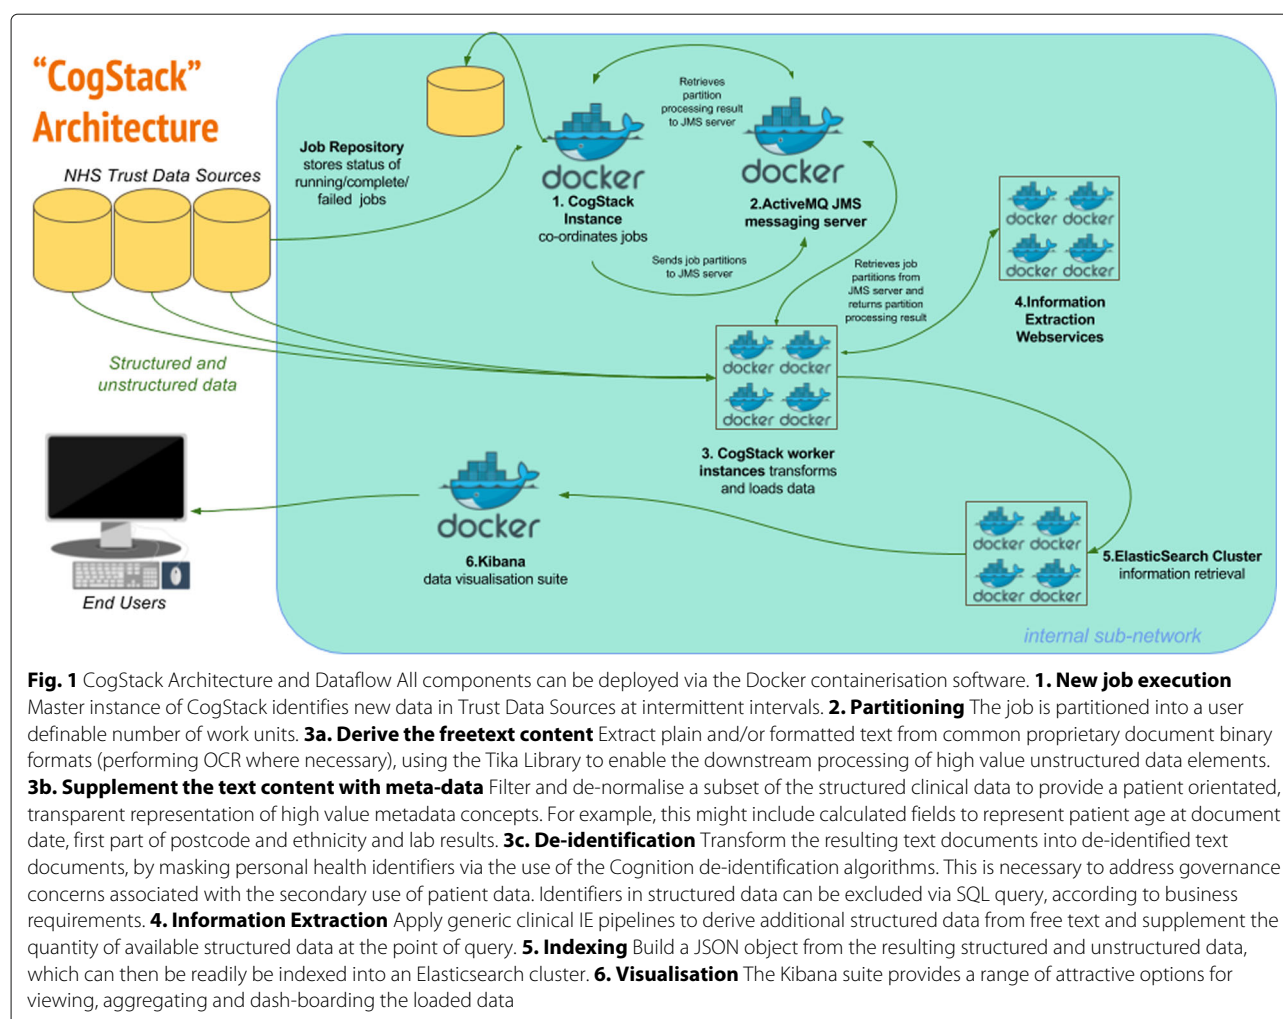 “CogStack”
Architecture
NHS Trust Data Sources
Job Repository
stores status of
running/complete/
failed jobs
docker
1. CogStack
Instance
co-ordinates jobs
Retrieves
partition
processing result
to JMS server
docker
2.ActiveMQ JMS
messaging server
Sends job partitions
to JMS server
Retrieves job
partitions from
JMS server and
returns partition
processing result
docker docker
docker docker
4.Information
Extraction
Webservices
Structured and
unstructured data
docker docker
docker docker
3. CogStack worker
instances transforms
and loads data
docker
6.Kibana
data visualisation suite
docker docker
docker docker
5.ElasticSearch Cluster
information retrieval
End Users
internal sub-network
Fig. 1 CogStack Architecture and Dataflow All components can be deployed via the Docker containerisation software. 1. New job execution
Master instance of CogStack identifies new data in Trust Data Sources at intermittent intervals. 2. Partitioning The job is partitioned into a user
definable number of work units. 3a. Derive the freetext content Extract plain and/or formatted text from common proprietary document binary
formats (performing OCR where necessary), using the Tika Library to enable the downstream processing of high value unstructured data elements.
3b. Supplement the text content with meta-data Filter and de-normalise a subset of the structured clinical data to provide a patient orientated,
transparent representation of high value metadata concepts. For example, this might include calculated fields to represent patient age at document
date, first part of postcode and ethnicity and lab results. 3c. De-identification Transform the resulting text documents into de-identified text
documents, by masking personal health identifiers via the use of the Cognition de-identification algorithms. This is necessary to address governance
concerns associated with the secondary use of patient data. Identifiers in structured data can be excluded via SQL query, according to business
requirements. 4. Information Extraction Apply generic clinical IE pipelines to derive additional structured data from free text and supplement the
quantity of available structured data at the point of query. 5. Indexing Build a JSON object from the resulting structured and unstructured data,
which can then be readily be indexed into an Elasticsearch cluster. 6. Visualisation The Kibana suite provides a range of attractive options for
viewing, aggregating and dash-boarding the loaded data